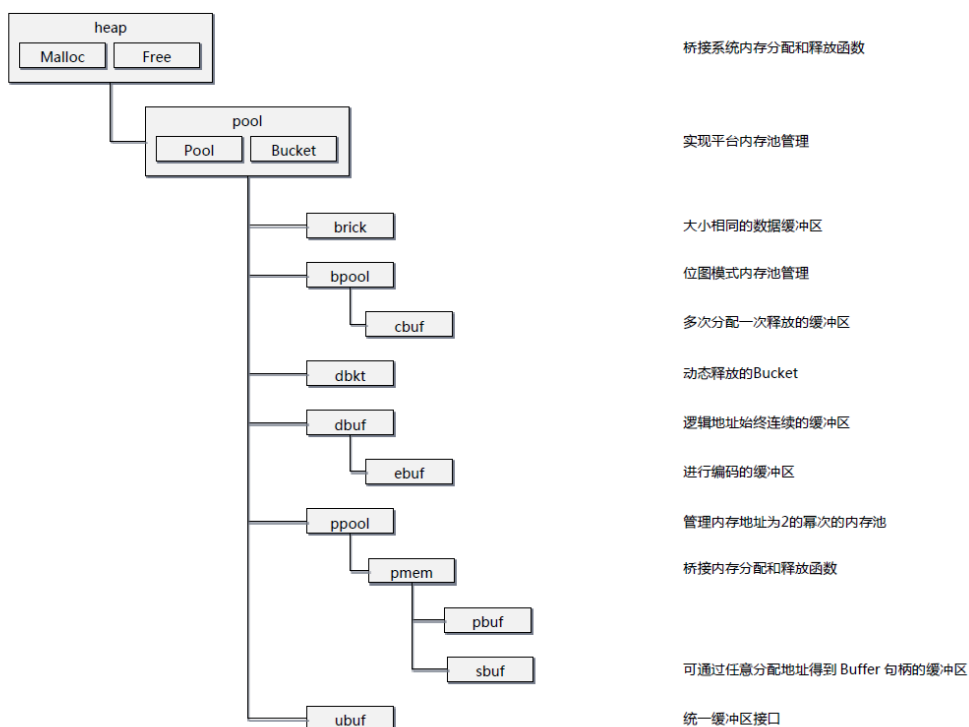 heap
Malloc Free 桥接系统内存分配和释放函数
pool
Pool Bucket 实现平台内存池管理
brick 大小相同的数据缓冲区
bpool 位图模式内存池管理
cbuf 多次分配一次释放的缓冲区
dbkt 动态释放的Bucket
dbuf 逻辑地址始终连续的缓冲区
ebuf 进行编码的缓冲区
ppool 管理内存地址为2的幂次的内存池
pmem 桥接内存分配和释放函数
pbuf
sbuf 可通过任意分配地址得到 Buffer 句柄的缓冲区
ubuf 统一缓冲区接口